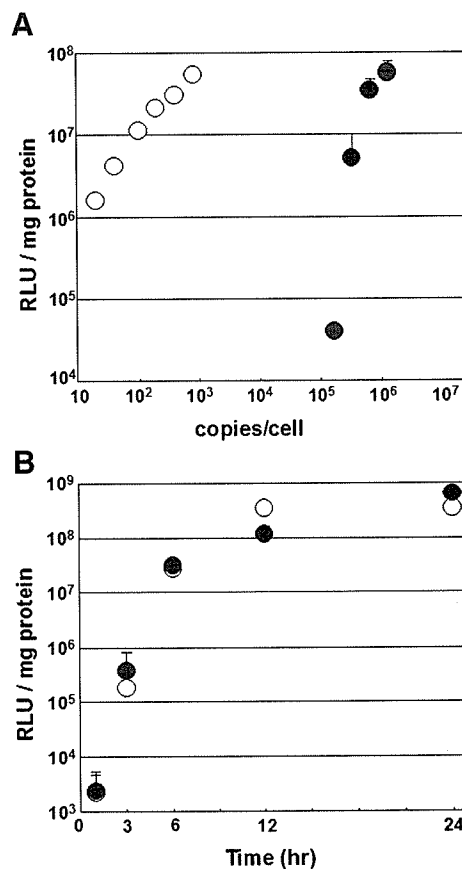 A
10⁸
10⁷
10⁶
10⁵
10⁴
RLU / mg protein
10 10² 10³ 10⁴ 10⁵ 10⁶ 10⁷
copies/cell
B
10⁹
10⁸
10⁷
10⁶
10⁵
10⁴
10³
RLU / mg protein
0 3 6 12 24
Time (hr)